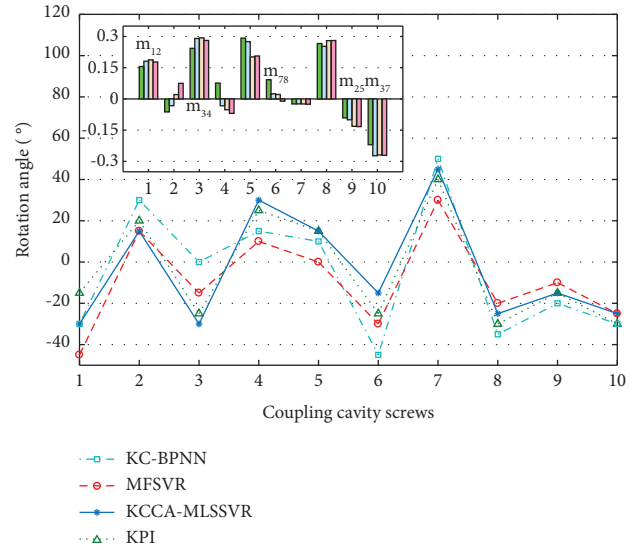 120
100
80
60
40
20
0
-20
-40
Rotation angle ( °)
0.3
0.15
0
-0.15
-0.3
m12
m34
m78
m25 m37
1 2 3 4 5 6 7 8 9 10
1 2 3 4 5 6 7 8 9 10
Coupling cavity screws
KC-BPNN
MFSVR
KCCA-MLSSVR
KPI